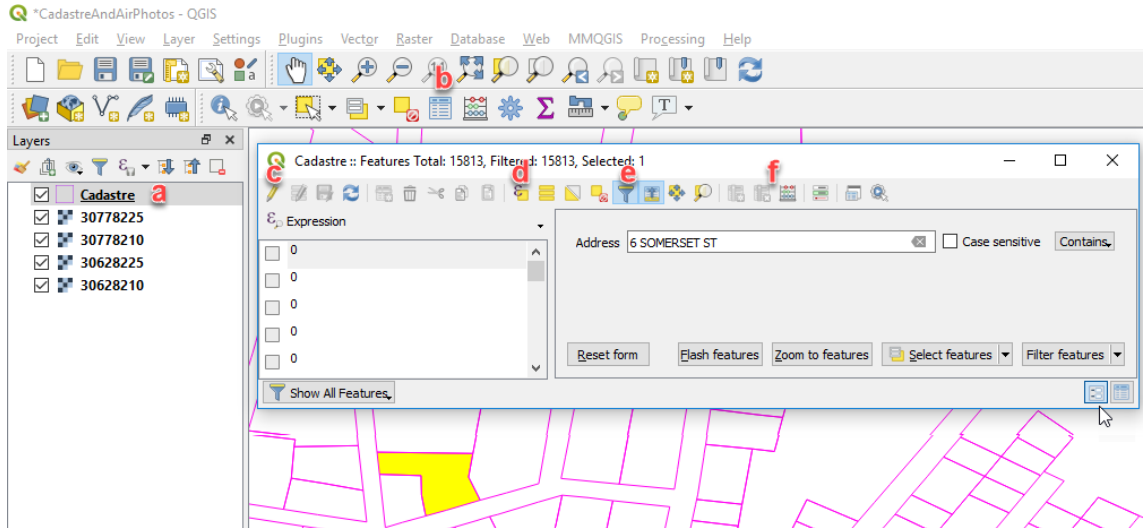 *CadastreAndAirPhotos - QGIS
Project Edit View Layer Settings Plugins Vector Raster Database Web MMQGIS Processing Help
b
Layers
Cadastre :: Features Total: 15813, Filtered: 15813, Selected: 1
c d e f
Cadastre a
30778225
30778210
30628225
30628210
Expression
0
0
0
0
0
Address 6 SOMERSET ST Case sensitive Contains
Reset form Flash features Zoom to features Select features Filter features
Show All Features